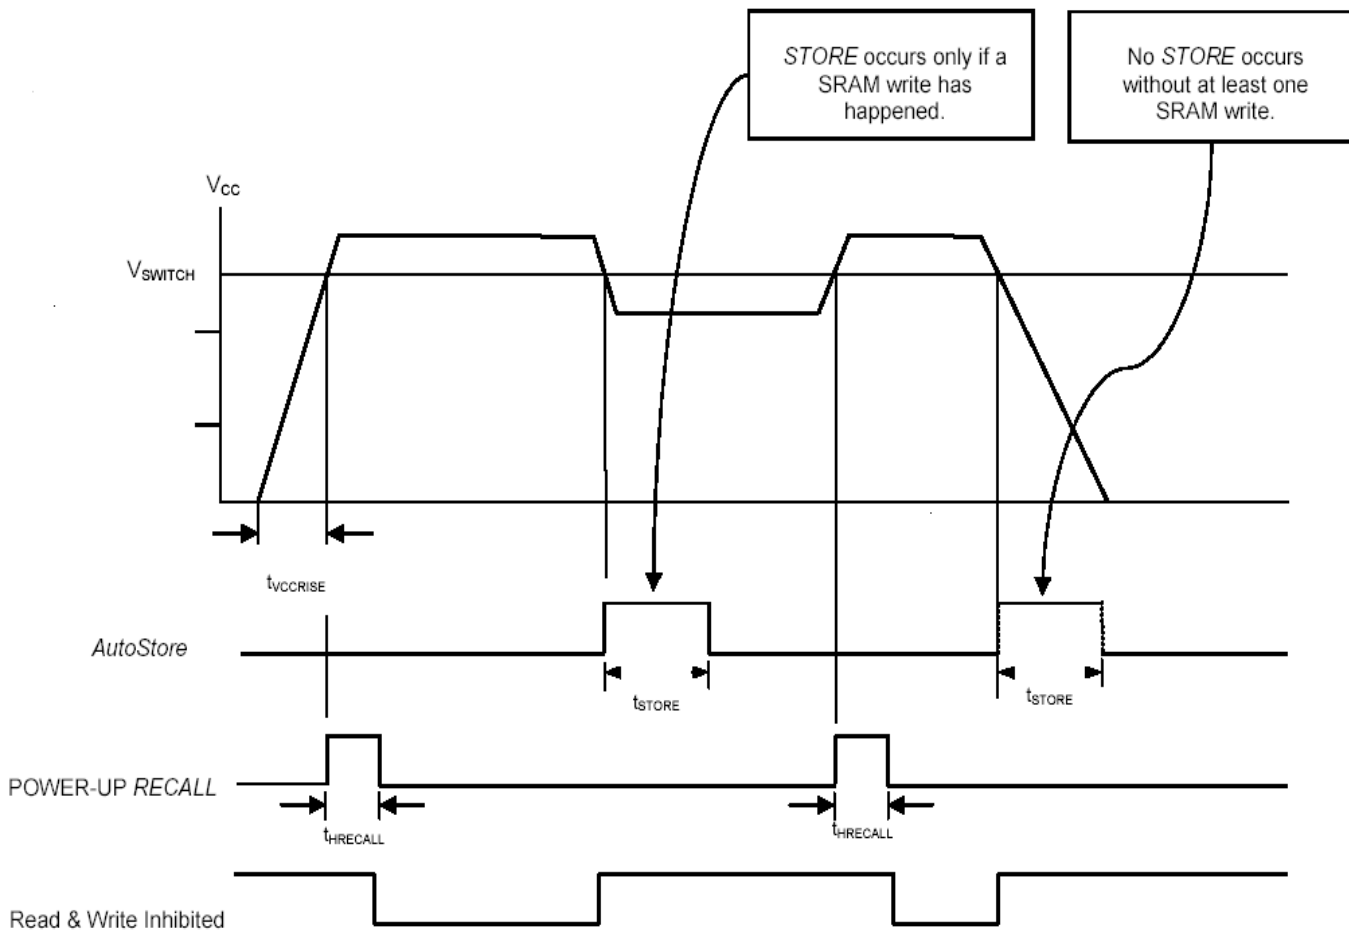 STORE occurs only if a
SRAM write has
happened.
No STORE occurs
without at least one
SRAM write.
VCC
VSWITCH
tVCCRISE
AutoStore
tSTORE
tSTORE
POWER-UP RECALL
tHRECALL
tHRECALL
Read & Write Inhibited